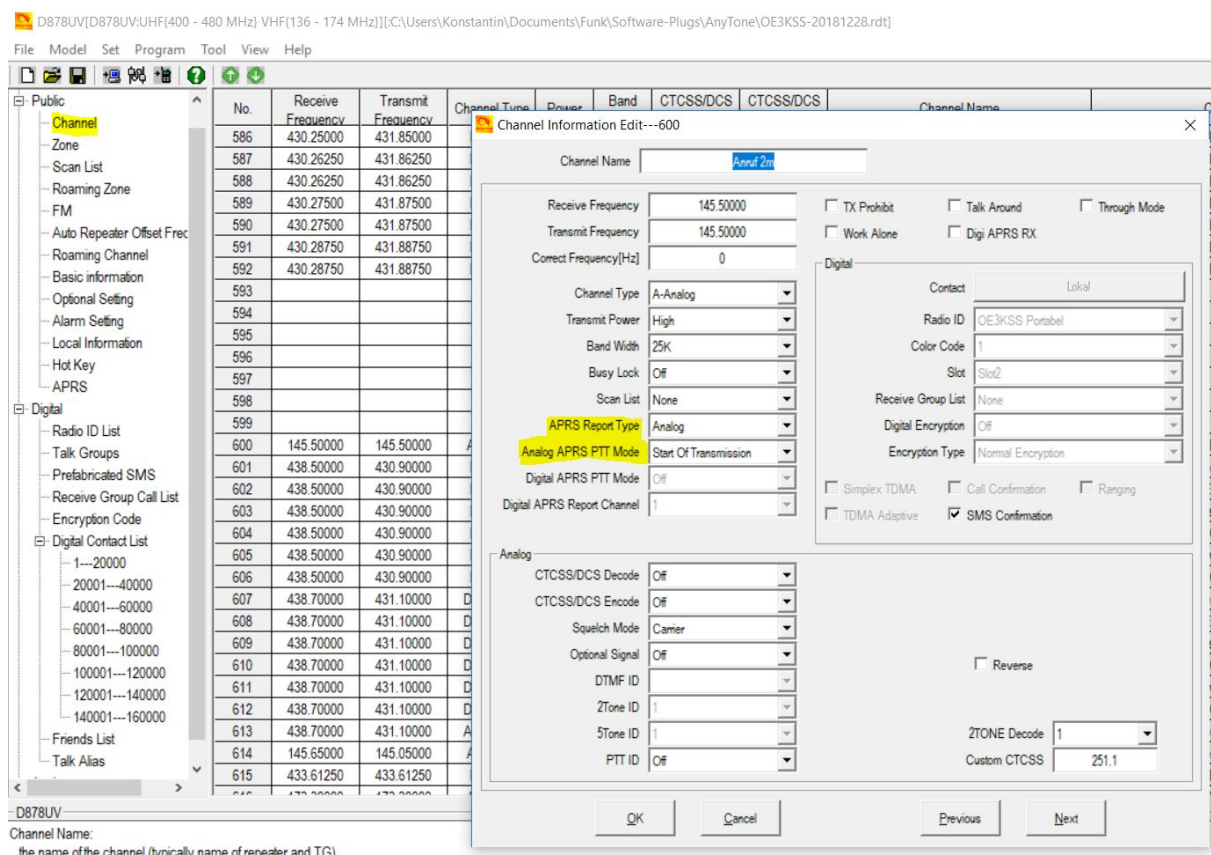 D878UV[D878UV:UHF{400 - 480 MHz} VHF{136 - 174 MHz}][:C:\Users\Konstantin\Documents\Funk\Software-Plugs\AnyTone\OE3KSS-20181228.rdt]
File Model Set Program Tool View Help
Public
Channel
Zone
Scan List
Roaming Zone
FM
Auto Repeater Offset Frec
Roaming Channel
Basic information
Optional Setting
Alarm Setting
Local Information
Hot Key
APRS
Digital
Radio ID List
Talk Groups
Prefabricated SMS
Receive Group Call List
Encryption Code
Digital Contact List
1---20000
20001---40000
40001---60000
60001---80000
80001---100000
100001---120000
120001---140000
140001---160000
Friends List
Talk Alias
No. Receive Frequency Transmit Frequency Channel Type Power Band CTCSS/DCS CTCSS/DCS Channel Name
586 430.25000 431.85000
587 430.26250 431.86250
588 430.26250 431.86250
589 430.27500 431.87500
590 430.27500 431.87500
591 430.28750 431.88750
592 430.28750 431.88750
593
594
595
596
597
598
599
600 145.50000 145.50000 A
601 438.50000 430.90000
602 438.50000 430.90000
603 438.50000 430.90000
604 438.50000 430.90000
605 438.50000 430.90000
606 438.50000 430.90000
607 438.70000 431.10000 D
608 438.70000 431.10000 D
609 438.70000 431.10000 D
610 438.70000 431.10000 D
611 438.70000 431.10000 D
612 438.70000 431.10000 D
613 438.70000 431.10000 A
614 145.65000 145.05000 A
615 433.61250 433.61250
Channel Information Edit---600
Channel Name Anruf 2m
Receive Frequency 145.50000
Transmit Frequency 145.50000
Correct Frequency[Hz] 0
Channel Type A-Analog
Transmit Power High
Band Width 25K
Busy Lock Off
Scan List None
APRS Report Type Analog
Analog APRS PTT Mode Start Of Transmission
Digital APRS PTT Mode Off
Digital APRS Report Channel 1
TX Prohibit Talk Around Through Mode
Work Alone Digi APRS RX
Digital
Contact Lokal
Radio ID OE3KSS Portabel
Color Code 1
Slot Slot2
Receive Group List None
Digital Encryption Off
Encryption Type Normal Encryption
Simplex TDMA Call Confirmation Ranging
TDMA Adaptive SMS Confirmation
Analog
CTCSS/DCS Decode Off
CTCSS/DCS Encode Off
Squelch Mode Carrier
Optional Signal Off
DTMF ID
2Tone ID 1
5Tone ID 1
PTT ID Off
Reverse
2TONE Decode 1
Custom CTCSS 251.1
OK Cancel Previous Next
D878UV
Channel Name:
the name of the channel (typically name of repeater and TG)